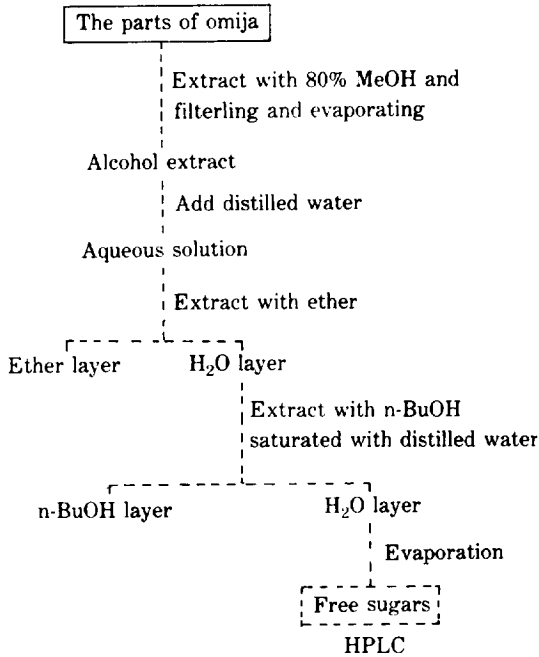 The parts of omija
Extract with 80% MeOH and
filterling and evaporating
Alcohol extract
Add distilled water
Aqueous solution
Extract with ether
Ether layer H₂O layer
Extract with n-BuOH
saturated with distilled water
n-BuOH layer H₂O layer
Evaporation
Free sugars
HPLC